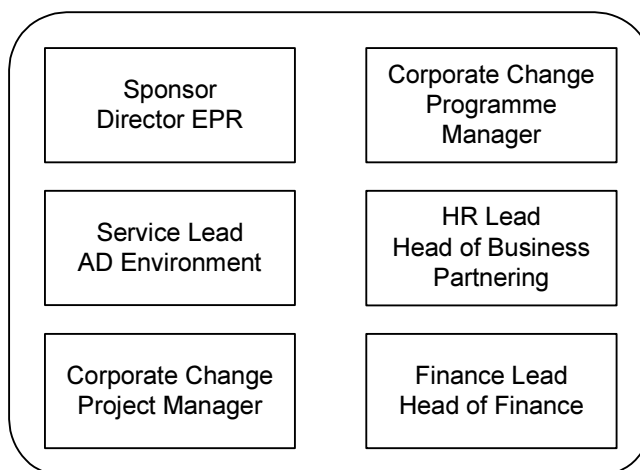 Sponsor
Director EPR
Corporate Change
Programme
Manager
Service Lead
AD Environment
HR Lead
Head of Business
Partnering
Corporate Change
Project Manager
Finance Lead
Head of Finance